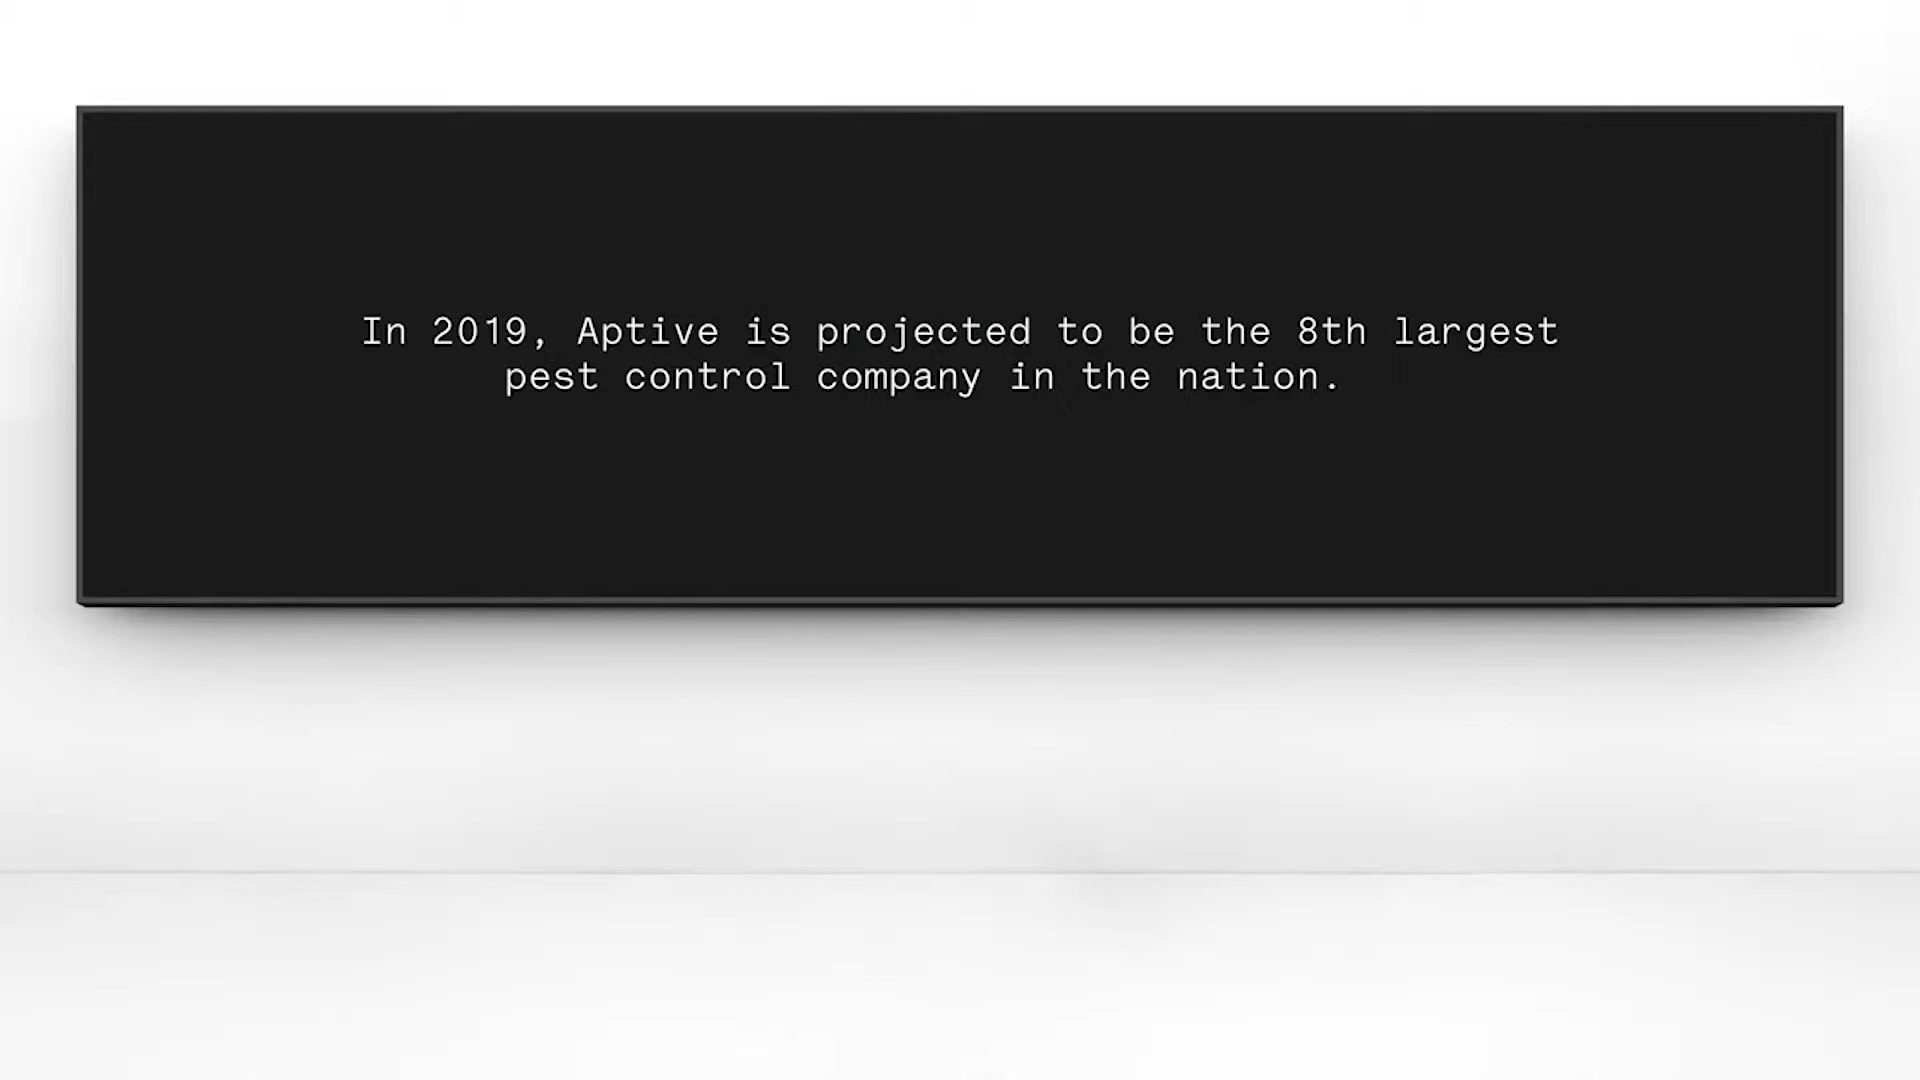 In 2019, Aptive is projected to be the 8th largest
pest control company in the nation.